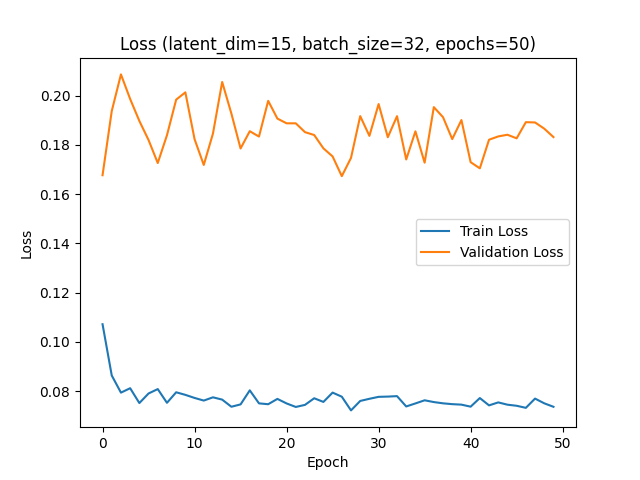 Loss (latent_dim=15, batch_size=32, epochs=50)
0.20
0.18
0.16
0.14
0.12
0.10
0.08
Loss
Train Loss
Validation Loss
0
10
20
30
40
50
Epoch